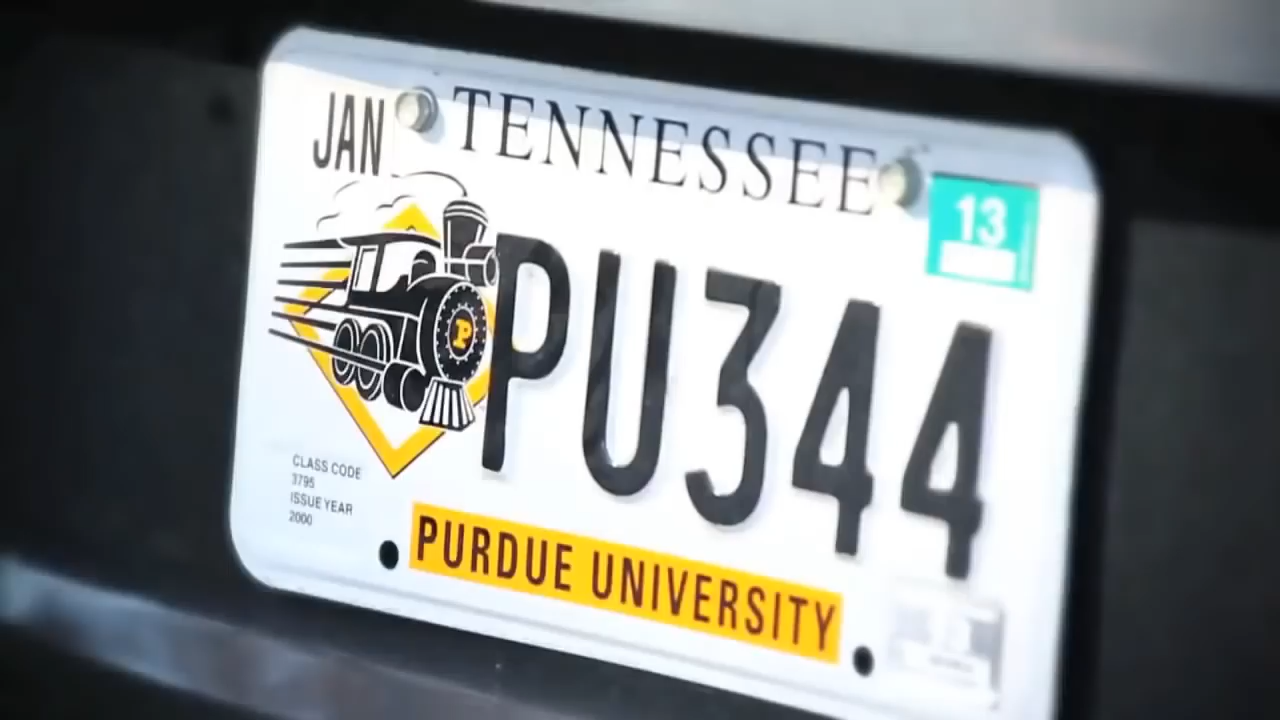 JAN TENNESSEE
13
P
PU344
CLASS CODE
3795
ISSUE YEAR
2000
PURDUE UNIVERSITY